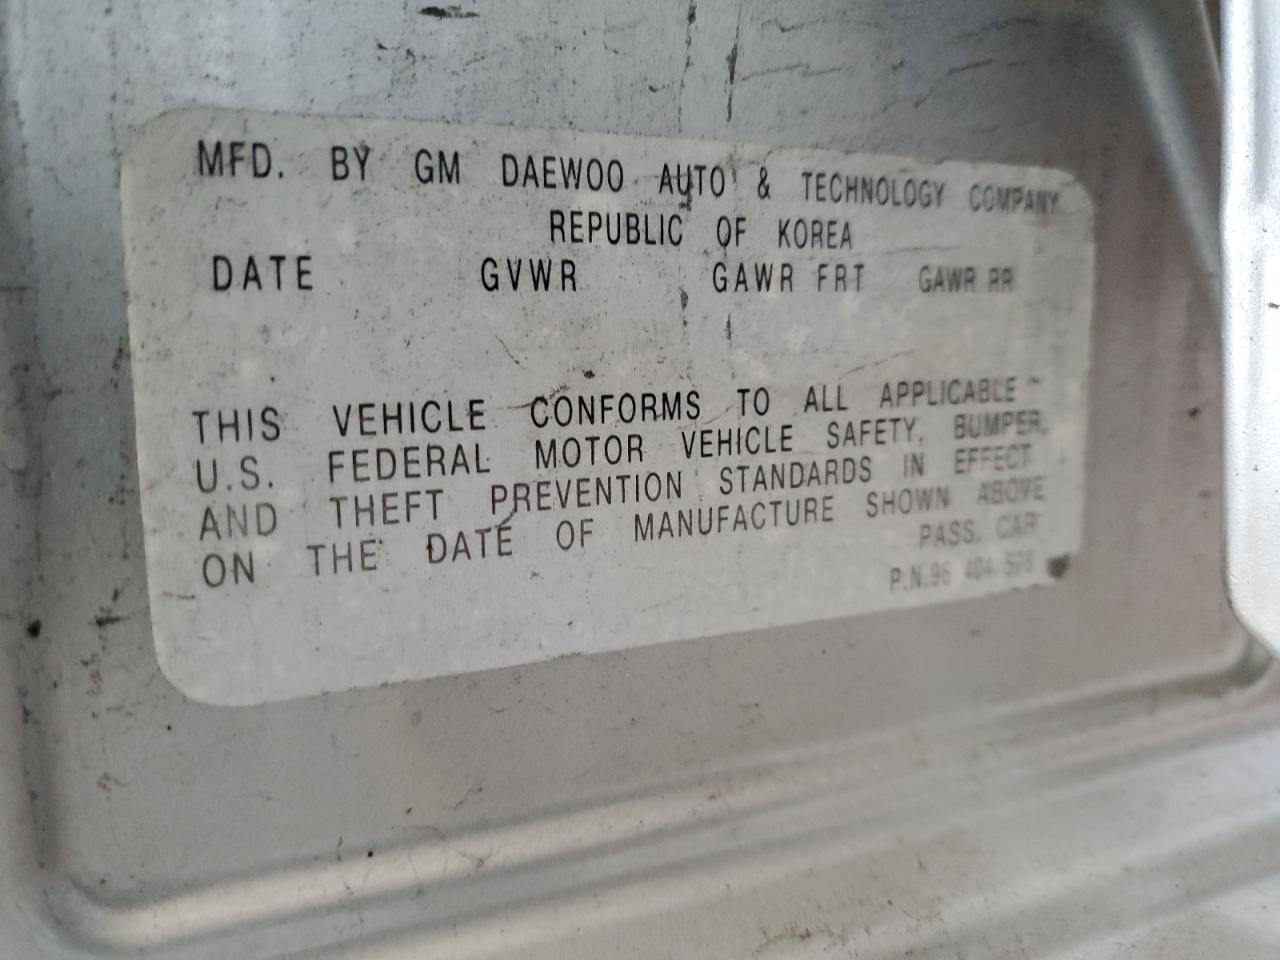 MFD. BY GM DAEWOO AUTO & TECHNOLOGY COMPANY
REPUBLIC OF KOREA
DATE GVWR GAWR FRT GAWR RR
THIS VEHICLE CONFORMS TO ALL APPLICABLE
U.S. FEDERAL MOTOR VEHICLE SAFETY, BUMPER,
AND THEFT PREVENTION STANDARDS IN EFFECT
ON THE DATE OF MANUFACTURE SHOWN ABOVE
PASS. CAR
P.N.96 404